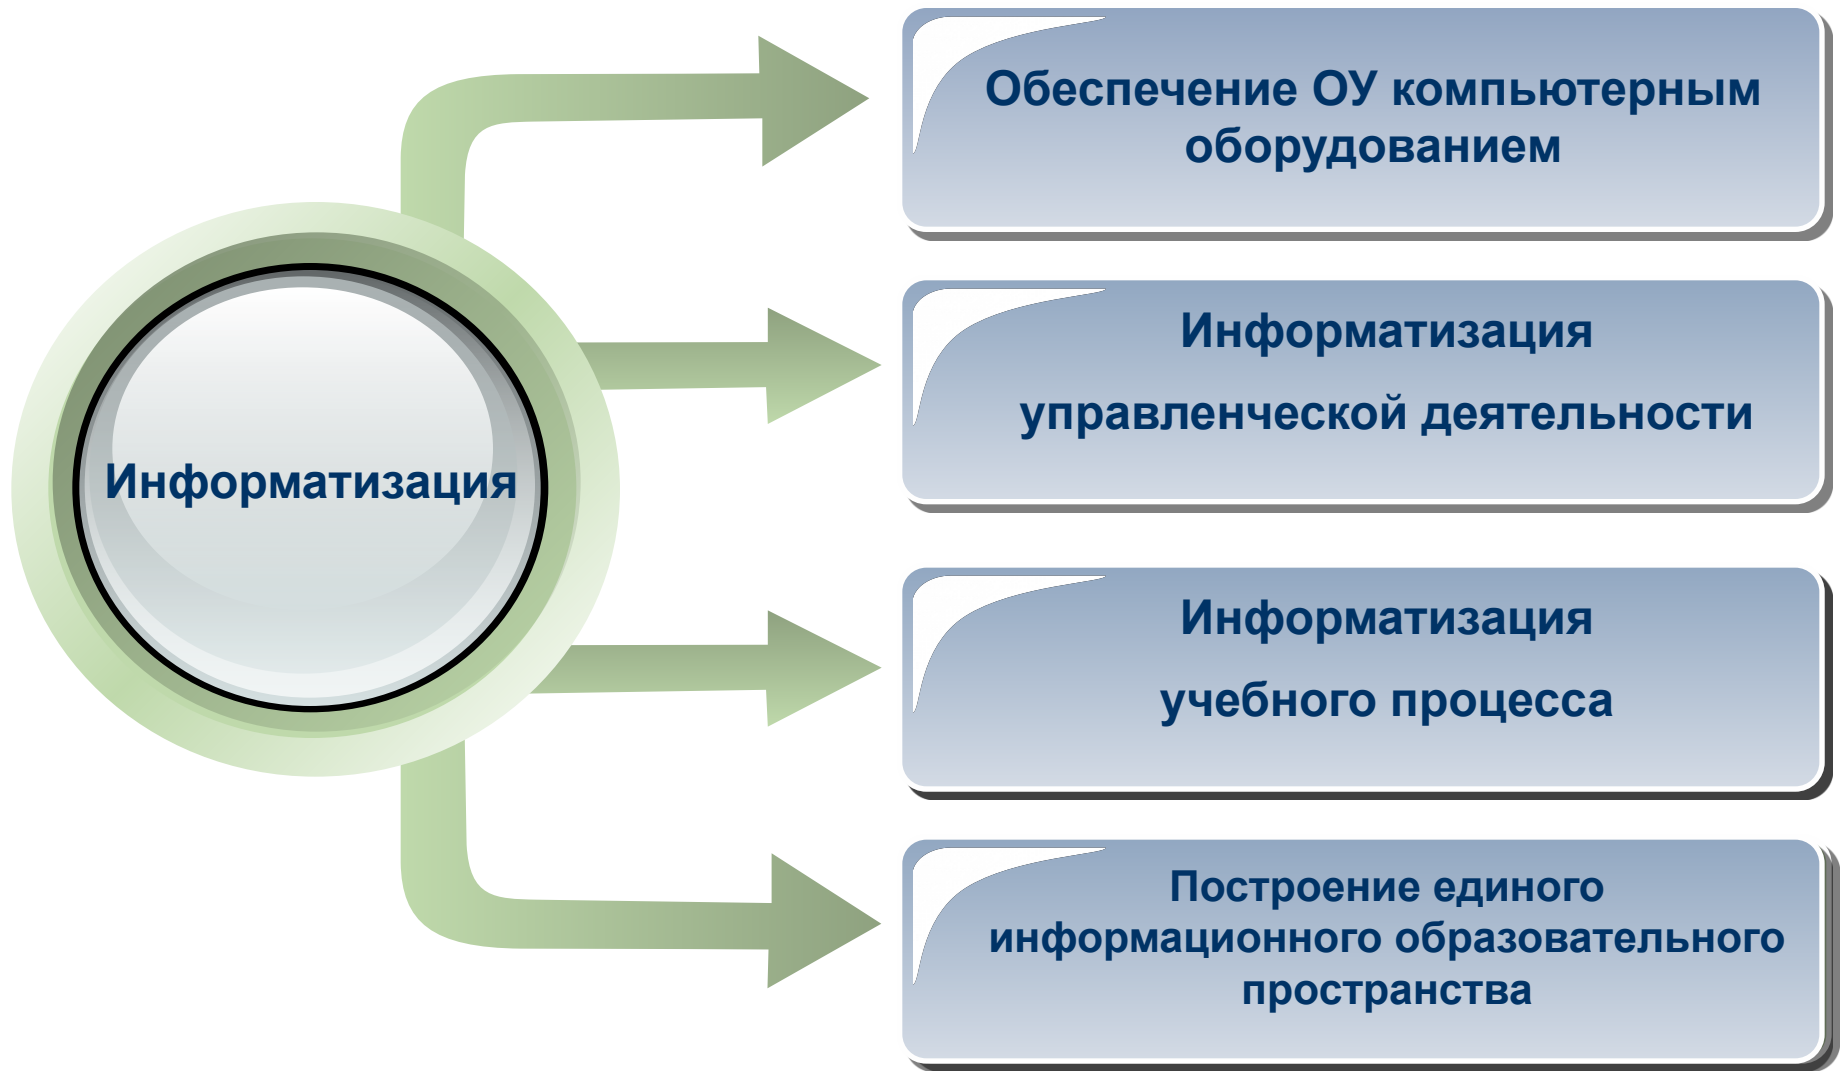 Информатизация
Обеспечение ОУ компьютерным
оборудованием
Информатизация
управленческой деятельности
Информатизация
учебного процесса
Построение единого
информационного образовательного
пространства